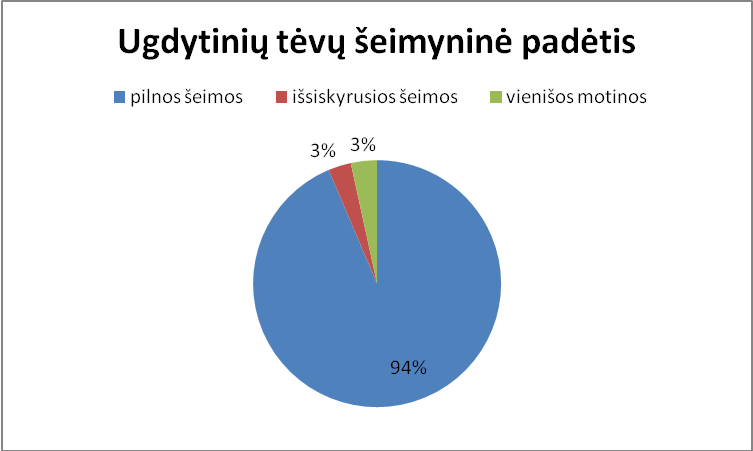 Ugdytinių tėvų šeimyninė padėtis
pilnos šeimos išsiskyrusios šeimos vienišos motinos
3% 3%
94%